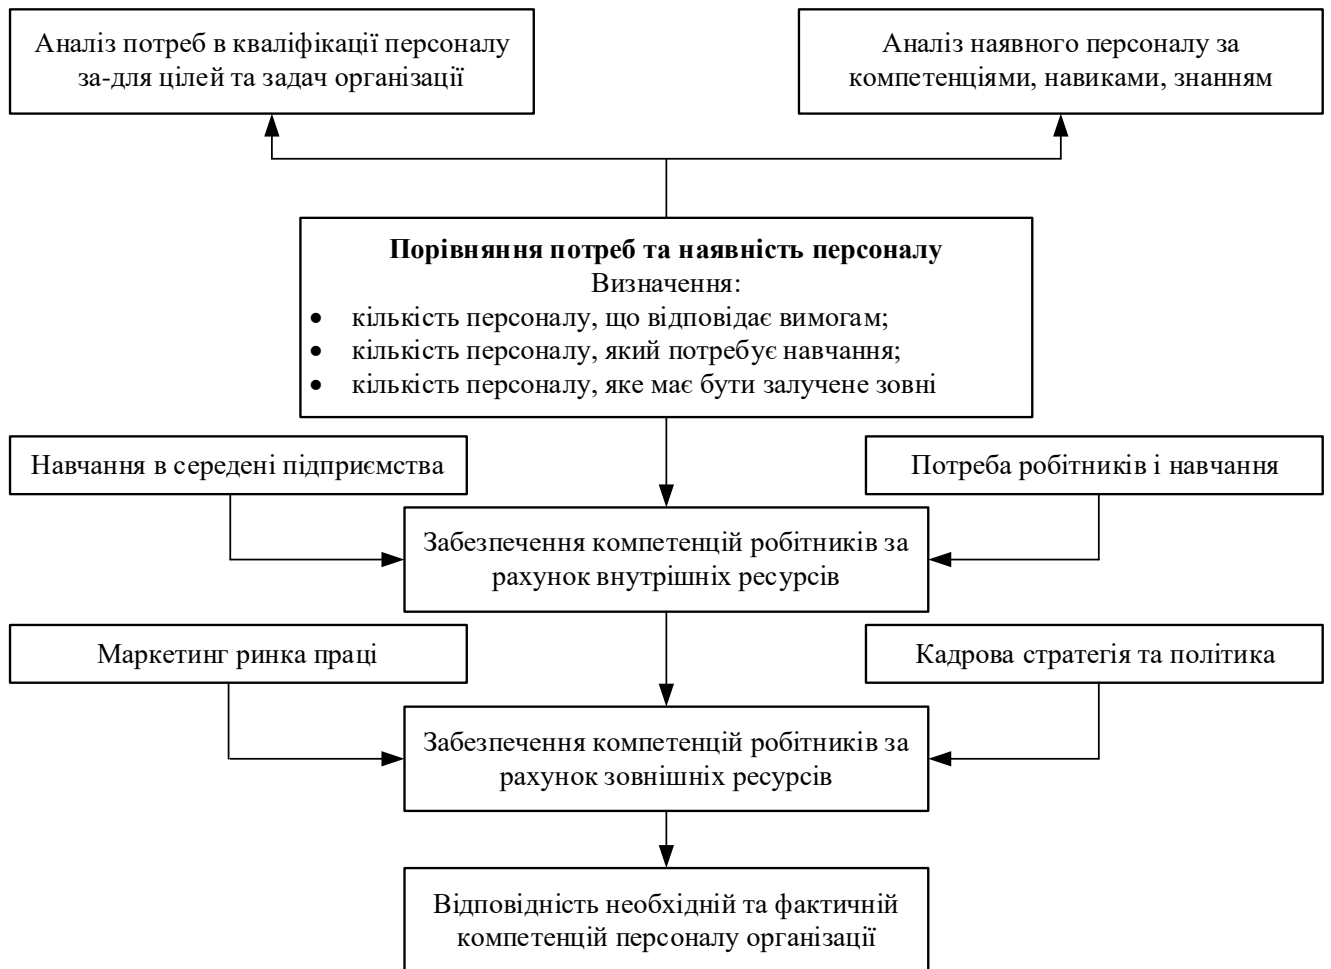 Аналіз потреб в кваліфікації персоналу
за-для цілей та задач організації
Аналіз наявного персоналу за
компетенціями, навиками, знанням
Порівняння потреб та наявність персоналу
Визначення:
• кількість персоналу, що відповідає вимогам;
• кількість персоналу, який потребує навчання;
• кількість персоналу, яке має бути залучене зовні
Навчання в середені підприємства
Потреба робітників і навчання
Забезпечення компетенцій робітників за
рахунок внутрішніх ресурсів
Маркетинг ринка праці
Кадрова стратегія та політика
Забезпечення компетенцій робітників за
рахунок зовнішніх ресурсів
Відповідність необхідній та фактичній
компетенцій персоналу організації